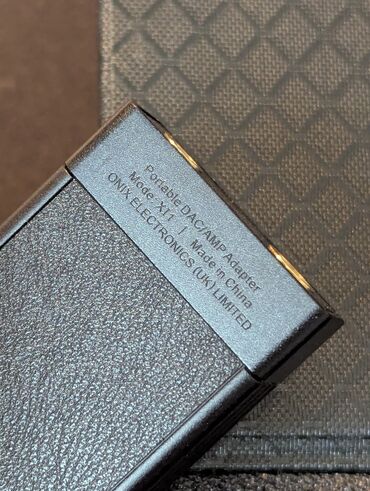 Portable DAC/AMP Adapter
Mode: XI1 | Made in China
ONIX ELECTRONICS (UK) LIMITED